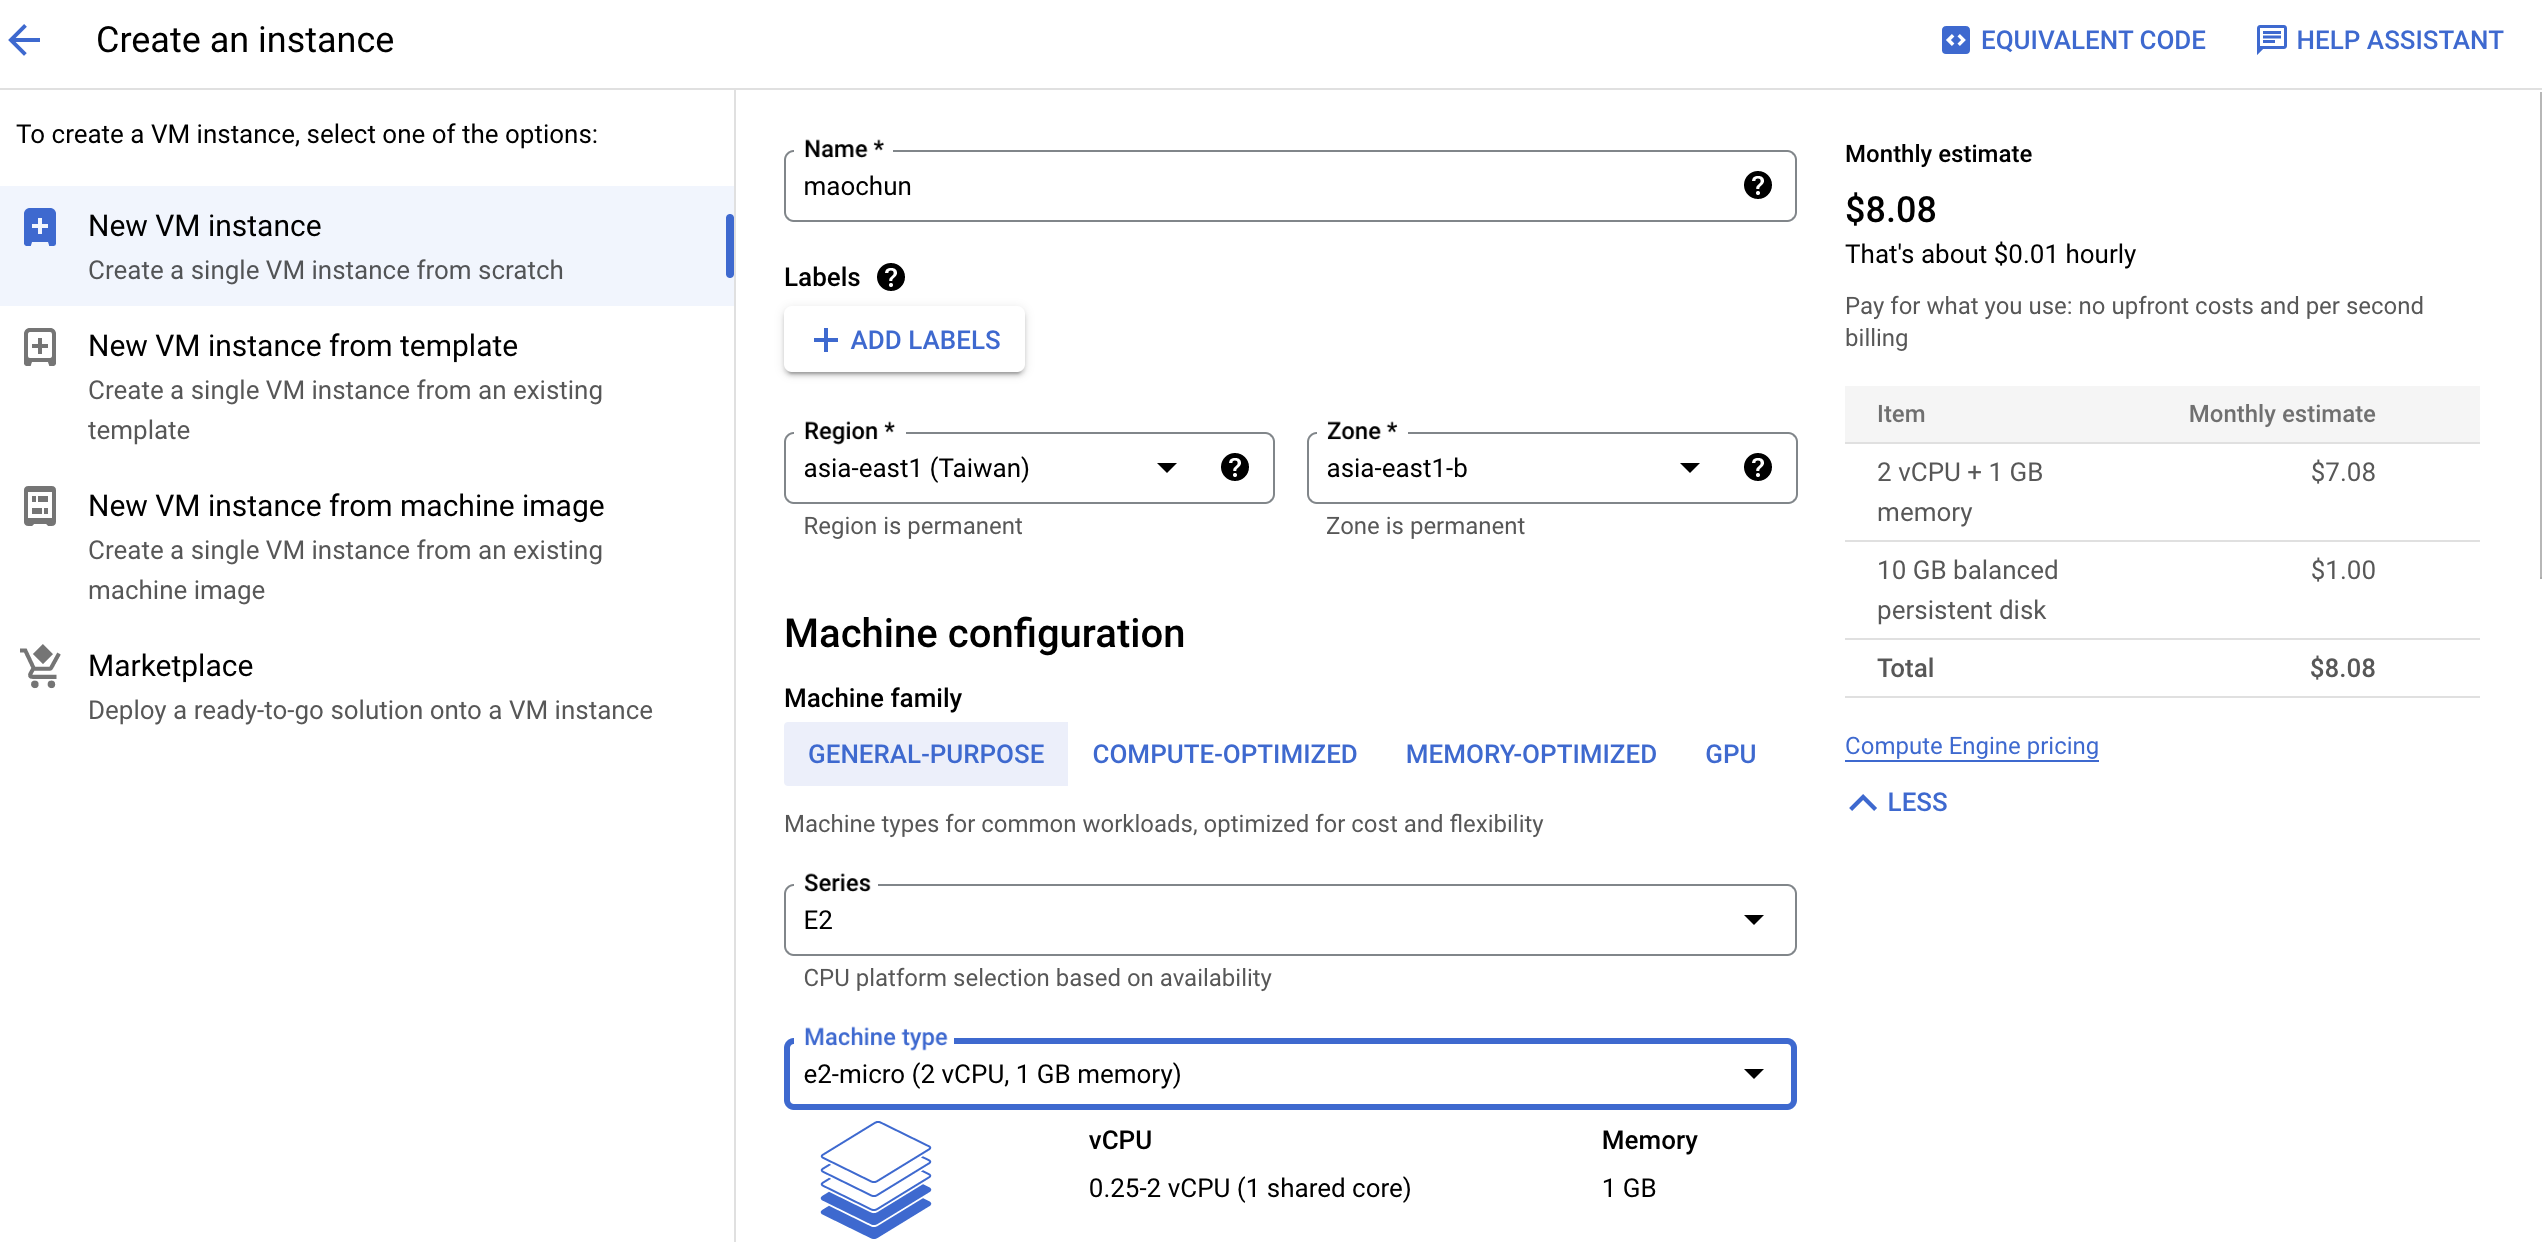 Create an instance
EQUIVALENT CODE
HELP ASSISTANT
To create a VM instance, select one of the options:
New VM instance
Create a single VM instance from scratch
New VM instance from template
Create a single VM instance from an existing
template
New VM instance from machine image
Create a single VM instance from an existing
machine image
Marketplace
Deploy a ready-to-go solution onto a VM instance
Name *
maochun
Labels
ADD LABELS
Region *
asia-east1 (Taiwan)
Region is permanent
Zone *
asia-east1-b
Zone is permanent
Machine configuration
Machine family
GENERAL-PURPOSE
COMPUTE-OPTIMIZED
MEMORY-OPTIMIZED
GPU
Machine types for common workloads, optimized for cost and flexibility
Series
E2
CPU platform selection based on availability
Machine type
e2-micro (2 vCPU, 1 GB memory)
vCPU
0.25-2 vCPU (1 shared core)
Memory
1 GB
Monthly estimate
$8.08
That's about $0.01 hourly
Pay for what you use: no upfront costs and per second
billing
Item Monthly estimate
2 vCPU + 1 GB $7.08
memory
10 GB balanced $1.00
persistent disk
Total $8.08
Compute Engine pricing
LESS